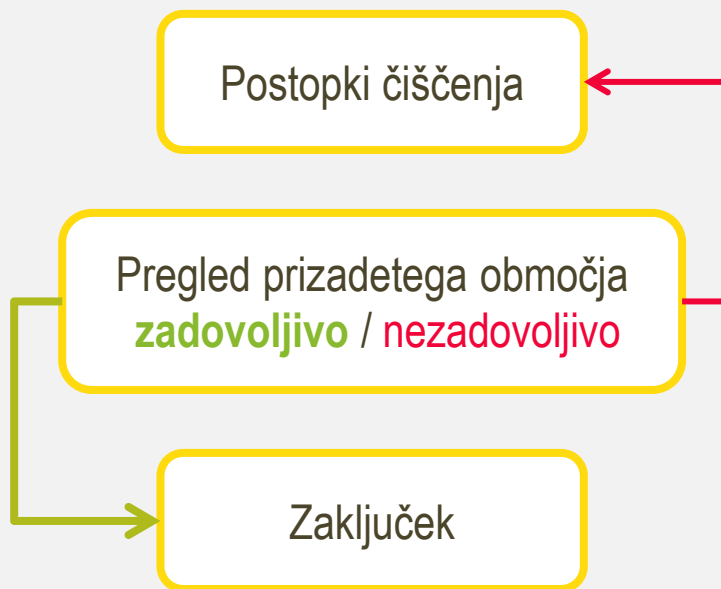 Postopki čiščenja
Pregled prizadetega območja
zadovoljivo / nezadovoljivo
Zaključek